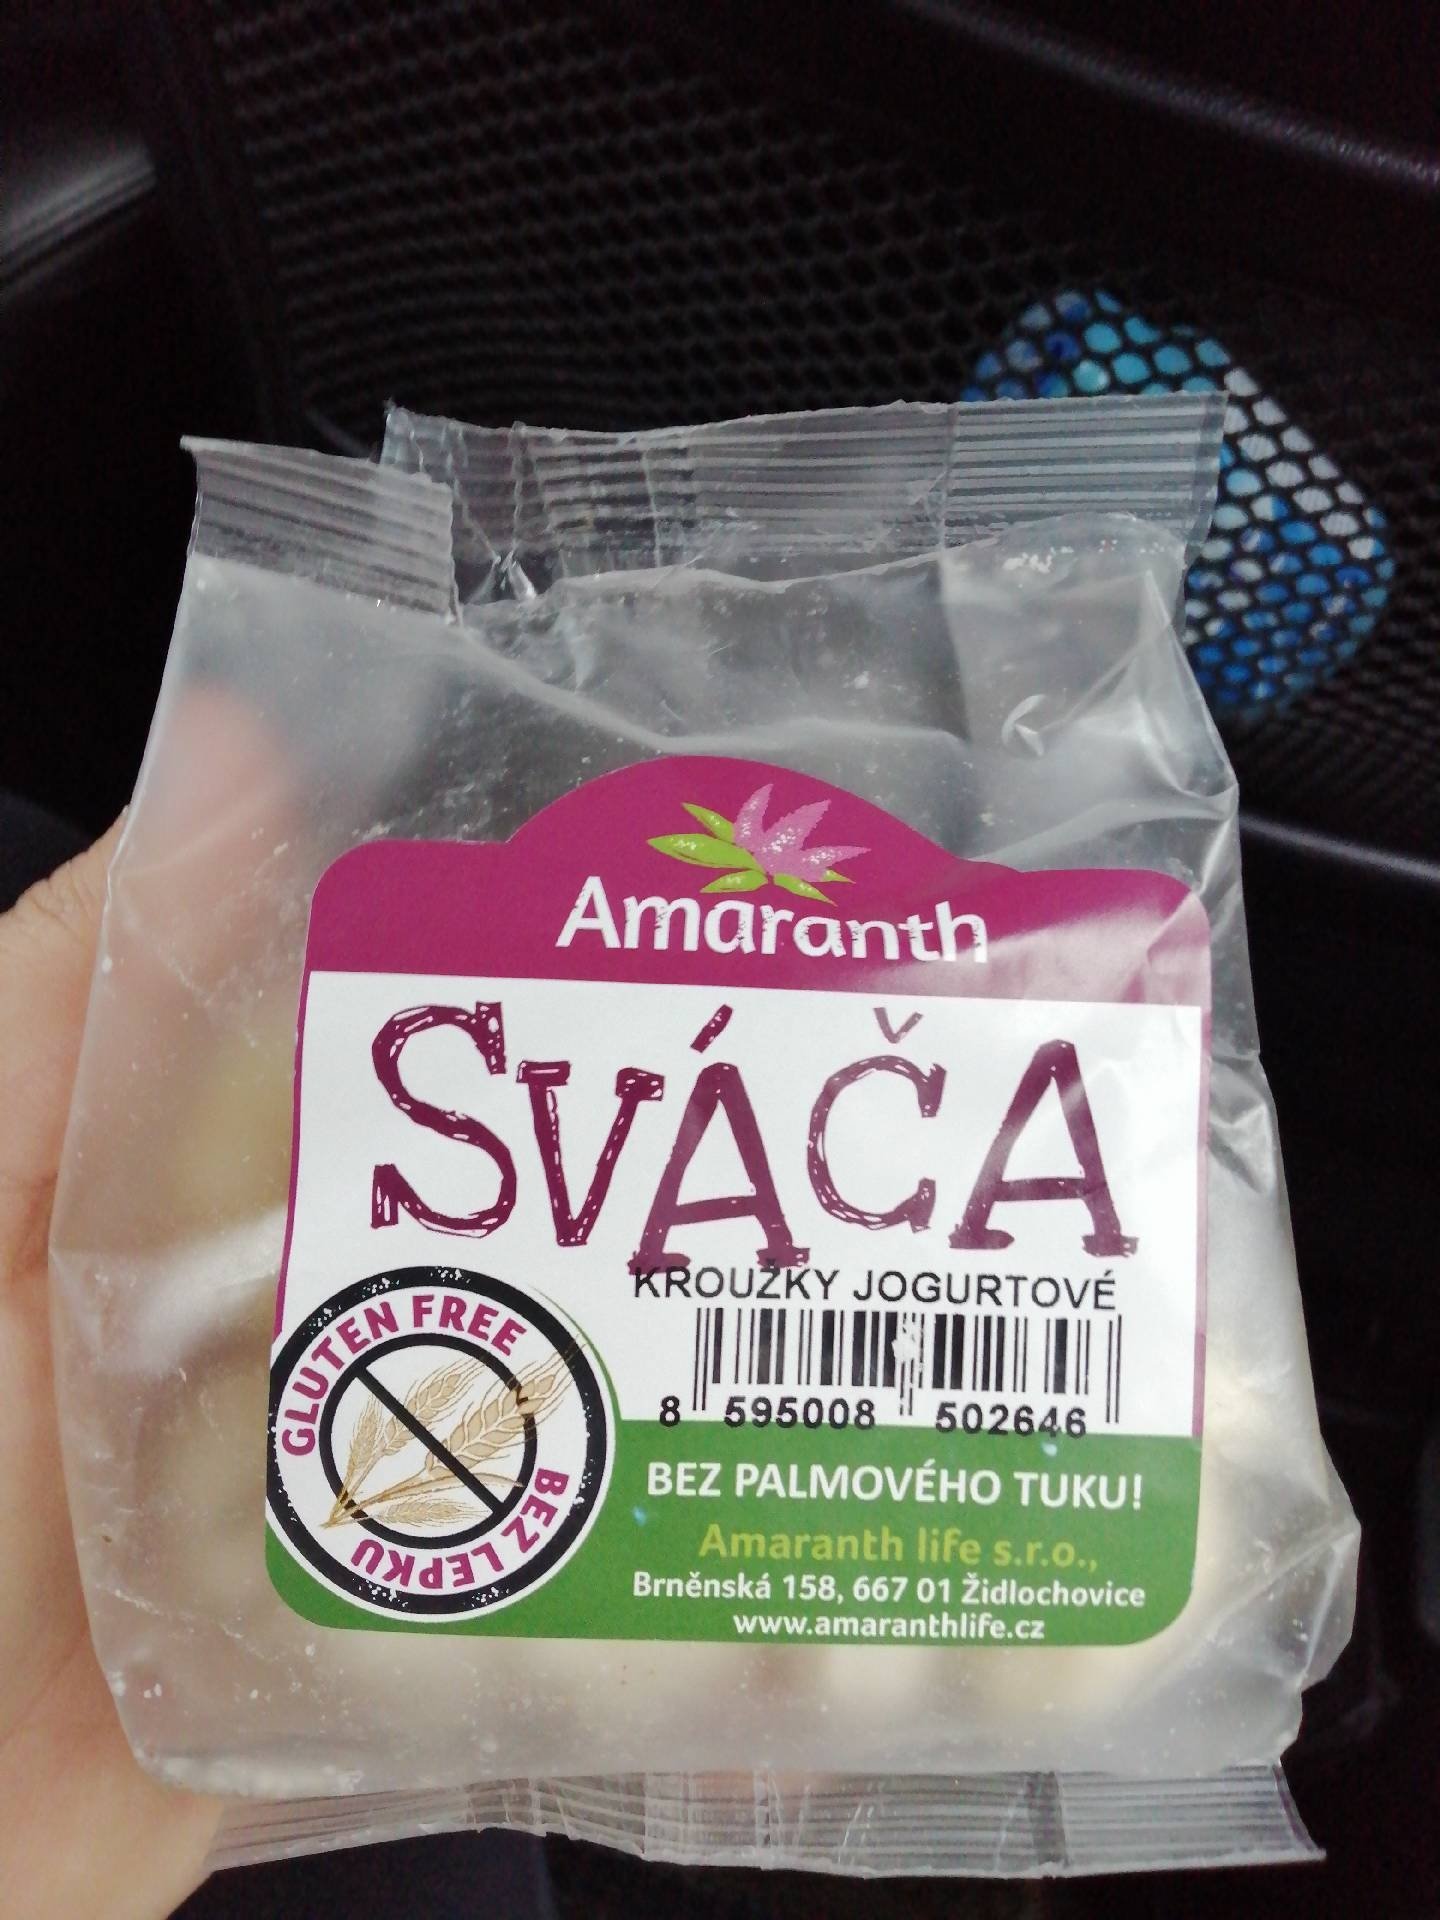 Amaranth
SVÁČA
KROUŽKY JOGURTOVÉ
8 595008 502646
GLUTEN FREE
BEZ LEPKU
BEZ PALMOVÉHO TUKU!
Amaranth life s.r.o.,
Brněnská 158, 667 01 Židlochovice
www.amaranthlife.cz